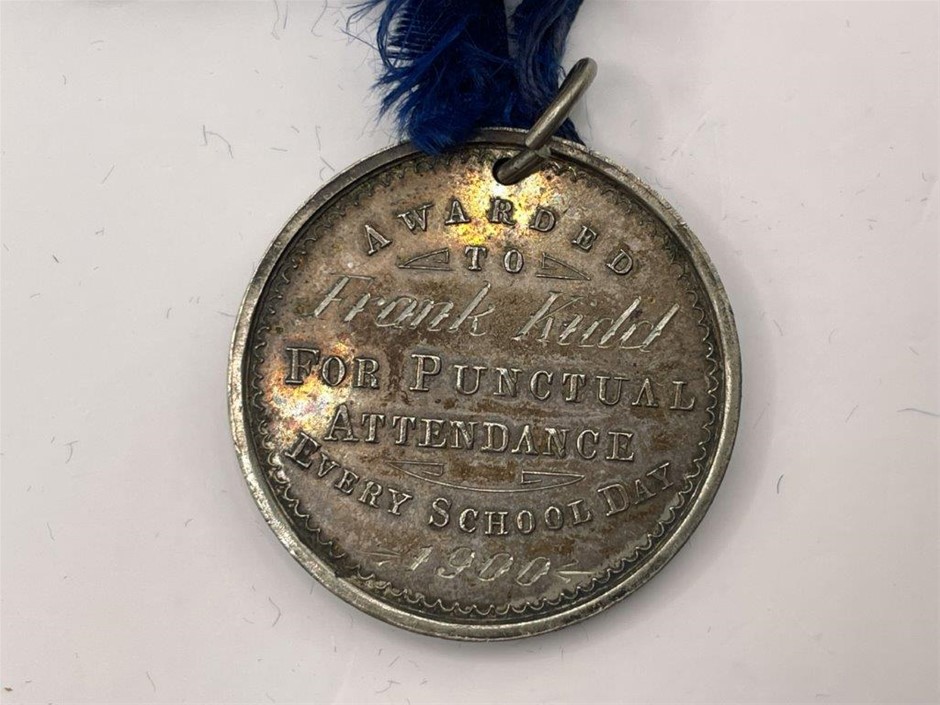 AWARDED
TO
Frank Kidd
FOR PUNCTUAL
ATTENDANCE
EVERY SCHOOL DAY
1900